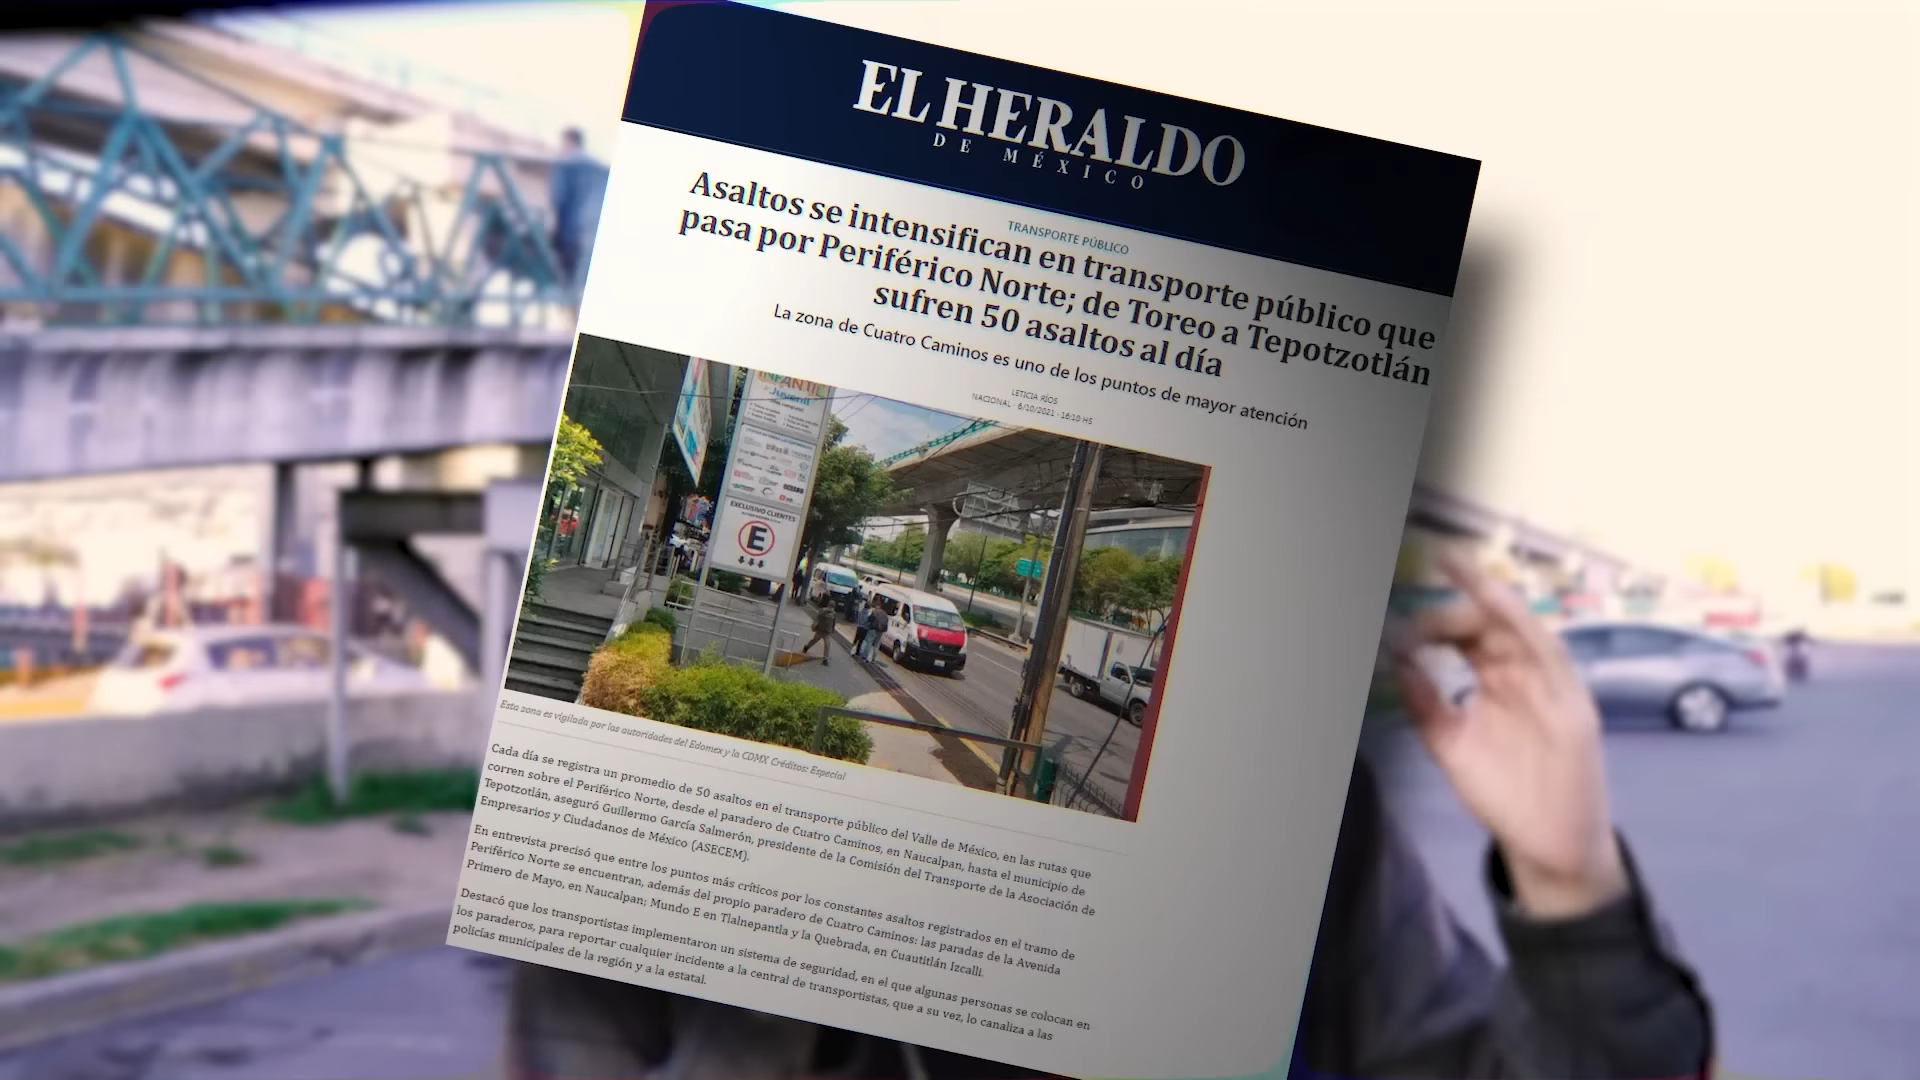 EL HERALDO
DE MÉXICO
TRANSPORTE PÚBLICO
Asaltos se intensifican en transporte público que
pasa por Periférico Norte; de Toreo a Tepotzotlán
sufren 50 asaltos al día
La zona de Cuatro Caminos es uno de los puntos de mayor atención
LETICIA RÍOS
NACIONAL · 6/10/2021 · 16:10 HS
INFANTIL
Juvenil
EXCLUSIVO CLIENTES
E
Esta zona es vigilada por las autoridades del Edomex y la CDMX Créditos: Especial
Cada día se registra un promedio de 50 asaltos en el transporte público del Valle de México, en las rutas que
corren sobre el Periférico Norte, desde el paradero de Cuatro Caminos, en Naucalpan, hasta el municipio de
Tepotzotlán, aseguró Guillermo García Salmerón, presidente de la Comisión del Transporte de la Asociación de
Empresarios y Ciudadanos de México (ASECEM).
En entrevista precisó que entre los puntos más críticos por los constantes asaltos registrados en el tramo de
Periférico Norte se encuentran, además del propio paradero de Cuatro Caminos: las paradas de la Avenida
Primero de Mayo, en Naucalpan; Mundo E en Tlalnepantla y la Quebrada, en Cuautitlán Izcalli.
Destacó que los transportistas implementaron un sistema de seguridad, en el que algunas personas se colocan en
los paraderos, para reportar cualquier incidente a la central de transportistas, que a su vez, lo canaliza a las
policías municipales de la región y a la estatal.